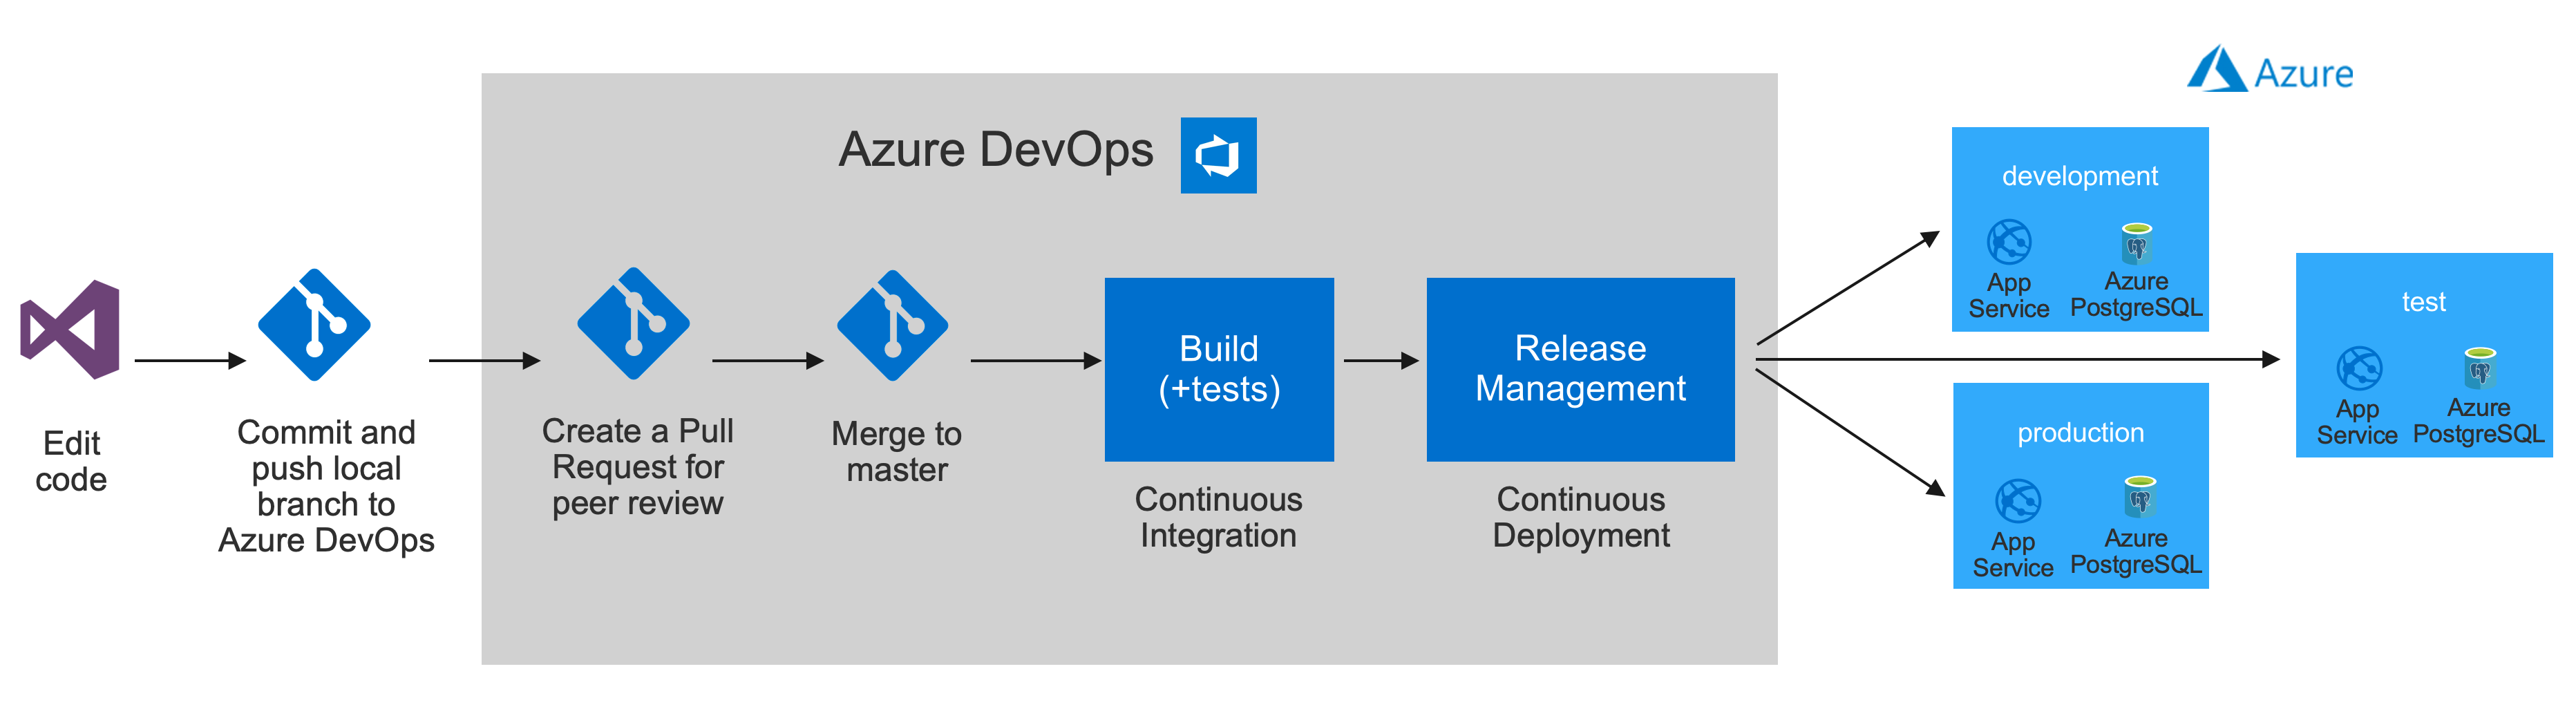 Azure
Azure DevOps
Edit
code
Commit and
push local
branch to
Azure DevOps
Create a Pull
Request for
peer review
Merge to
master
Build
(+tests)
Continuous
Integration
Release
Management
Continuous
Deployment
development
App
Service
Azure
PostgreSQL
test
App
Service
Azure
PostgreSQL
production
App
Service
Azure
PostgreSQL